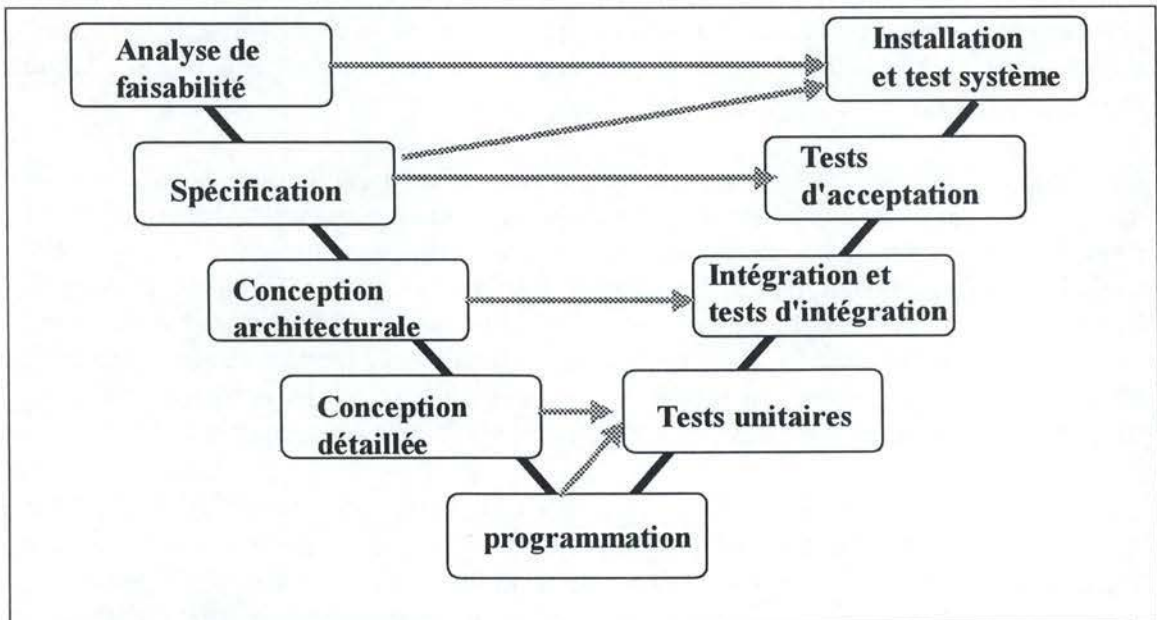 Analyse de
faisabilité
Installation
et test système
Spécification
Tests
d'acceptation
Conception
architecturale
Intégration et
tests d'intégration
Conception
détaillée
Tests unitaires
programmation